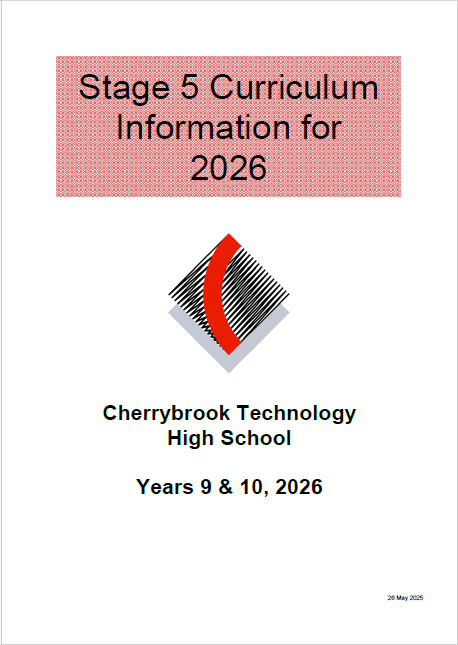 Stage 5 Curriculum
Information for
2026
Cherrybrook Technology
High School
Years 9 & 10, 2026
26 May 2025